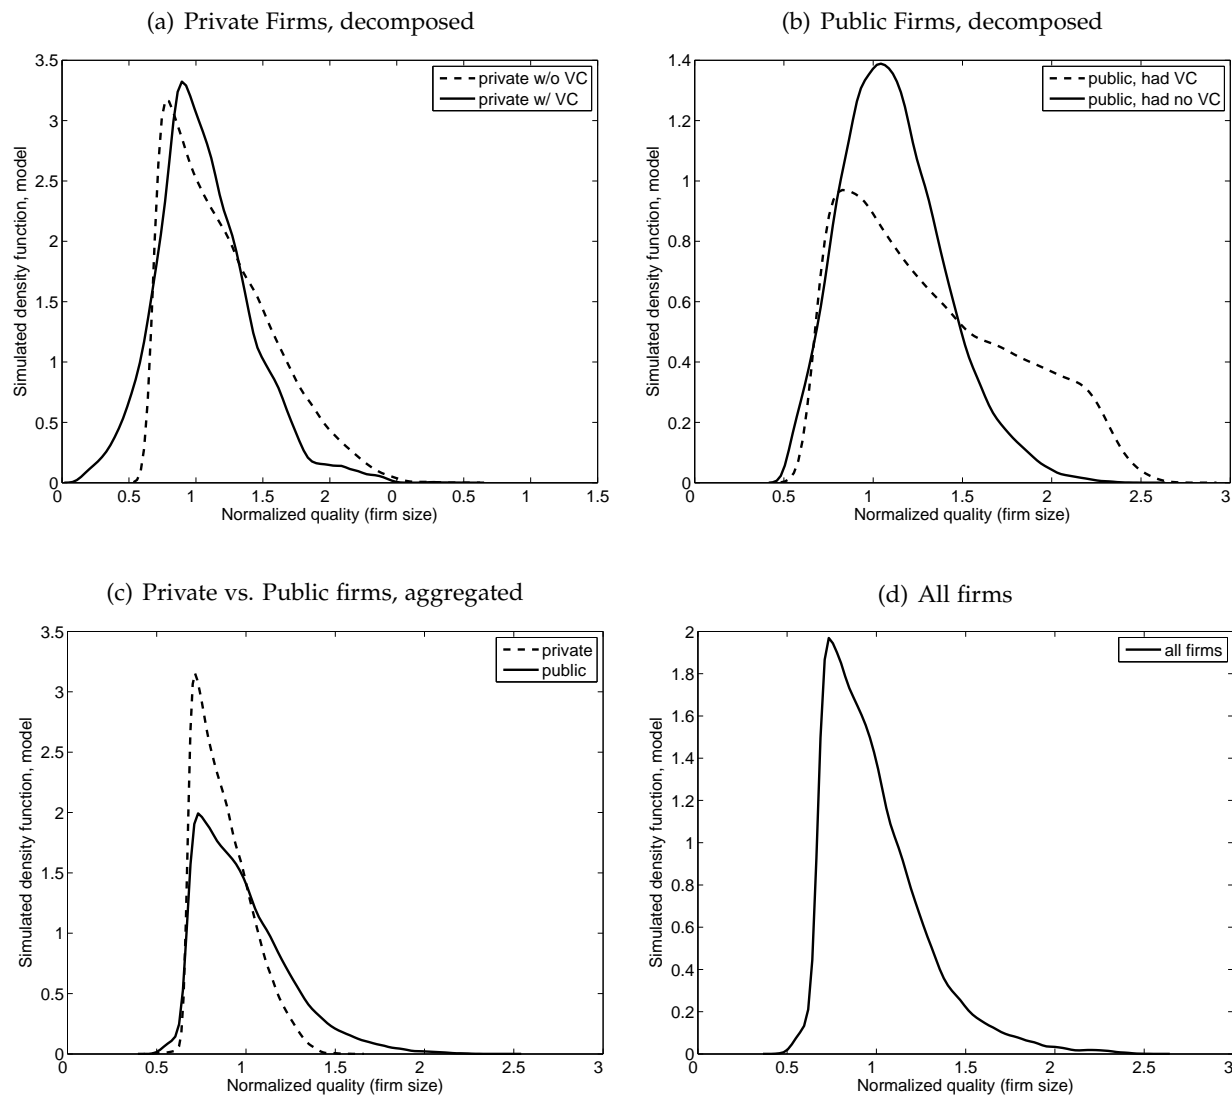 (a) Private Firms, decomposed
3.5
3
2.5
2
1.5
1
0.5
0
Simulated density function, model
private w/o VC
private w/ VC
0 0.5 1 1.5 2 0 0.5 1 1.5
Normalized quality (firm size)
(b) Public Firms, decomposed
1.4
1.2
1
0.8
0.6
0.4
0.2
0
Simulated density function, model
public, had VC
public, had no VC
0 0.5 1 1.5 2 2.5 3
Normalized quality (firm size)
(c) Private vs. Public firms, aggregated
3.5
3
2.5
2
1.5
1
0.5
0
Simulated density function, model
private
public
0 0.5 1 1.5 2 2.5 3
Normalized quality (firm size)
(d) All firms
2
1.8
1.6
1.4
1.2
1
0.8
0.6
0.4
0.2
0
Simulated density function, model
all firms
0 0.5 1 1.5 2 2.5 3
Normalized quality (firm size)